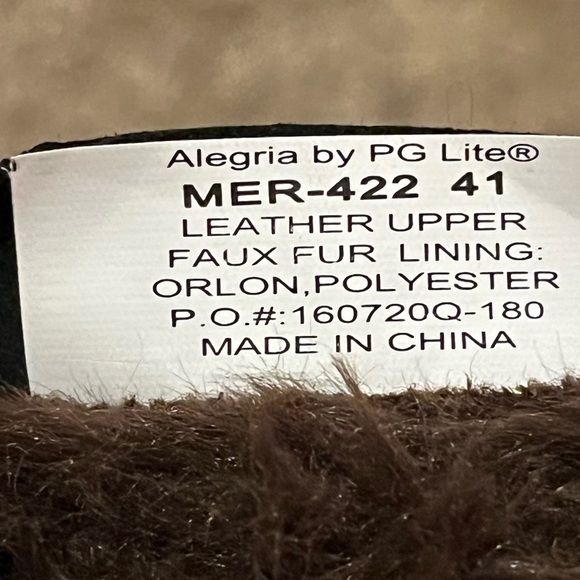 Alegria by PG Lite®
MER-422 41
LEATHER UPPER
FAUX FUR LINING:
ORLON,POLYESTER
P.O.#:160720Q-180
MADE IN CHINA